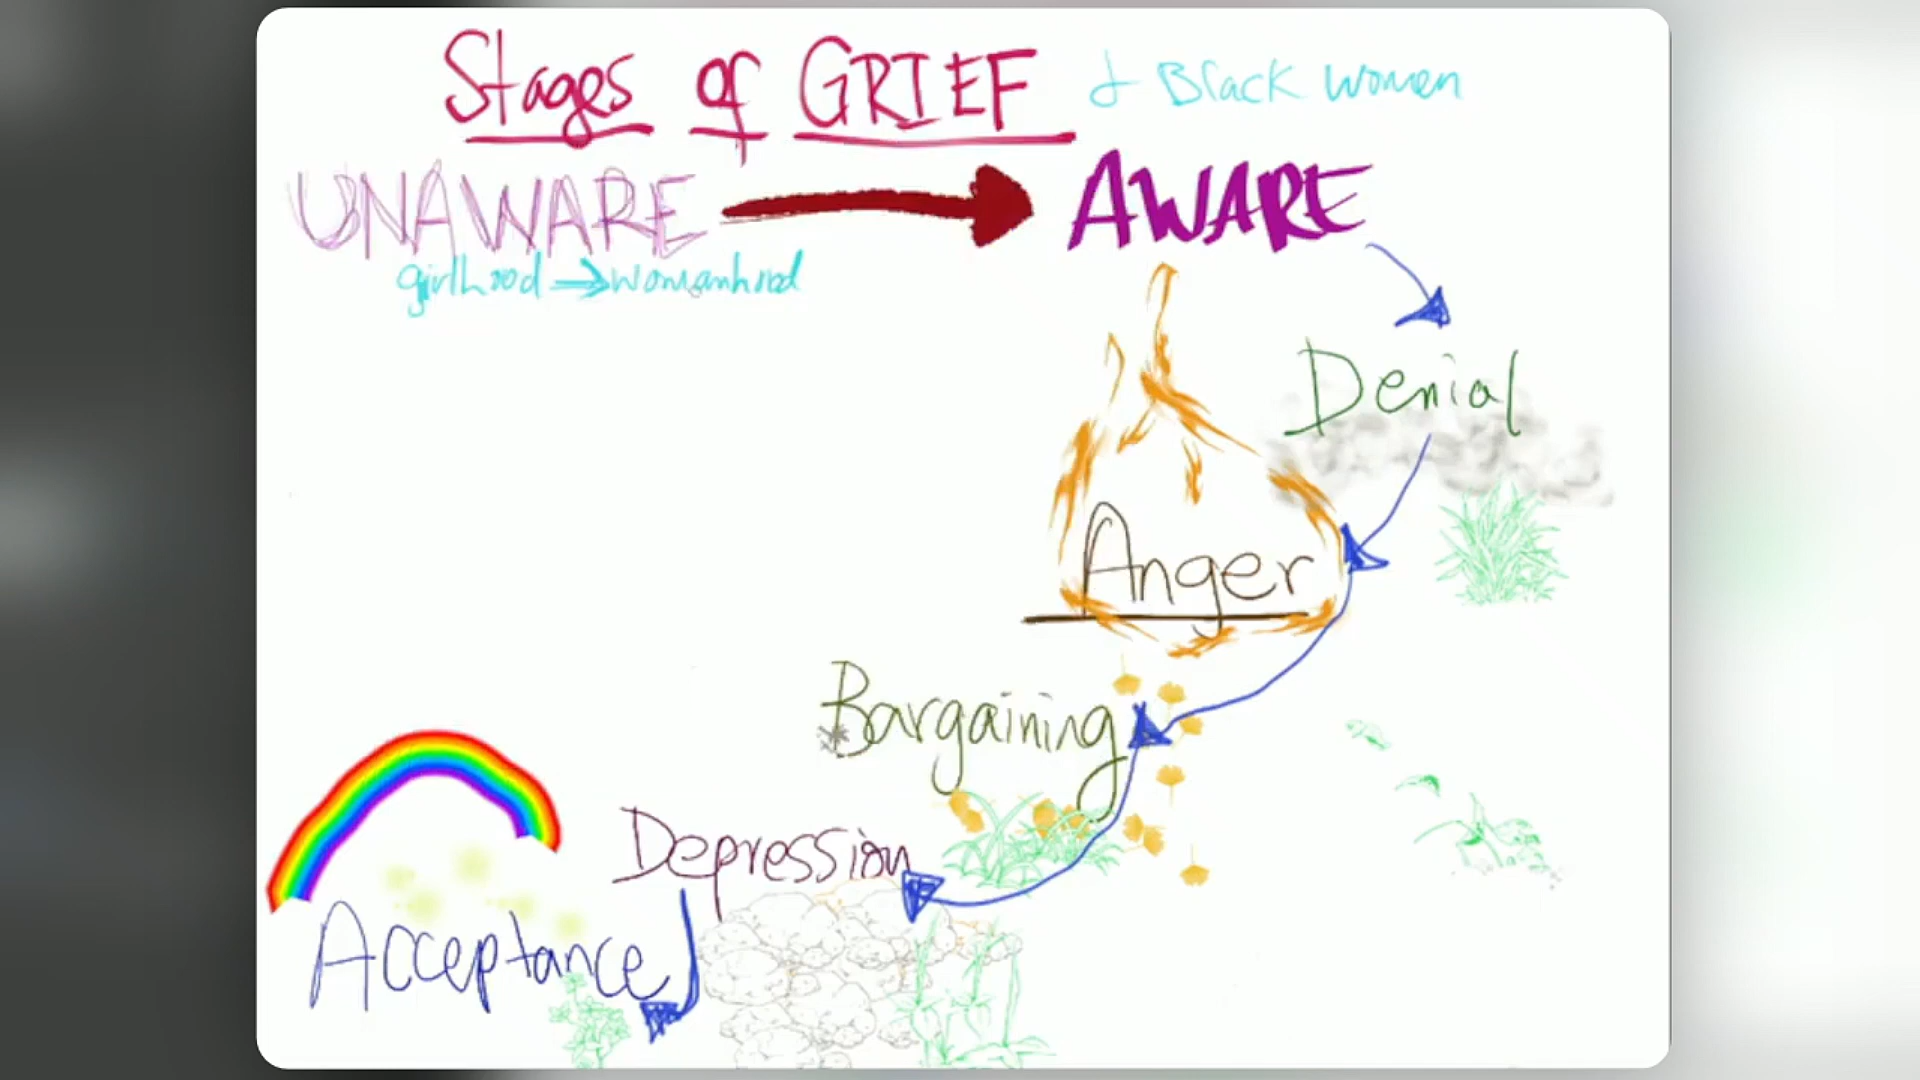 Stages of GRIEF & Black women
UNAWARE AWARE
girlhood → womanhood
Denial
Anger
Bargaining
Depression
Acceptance